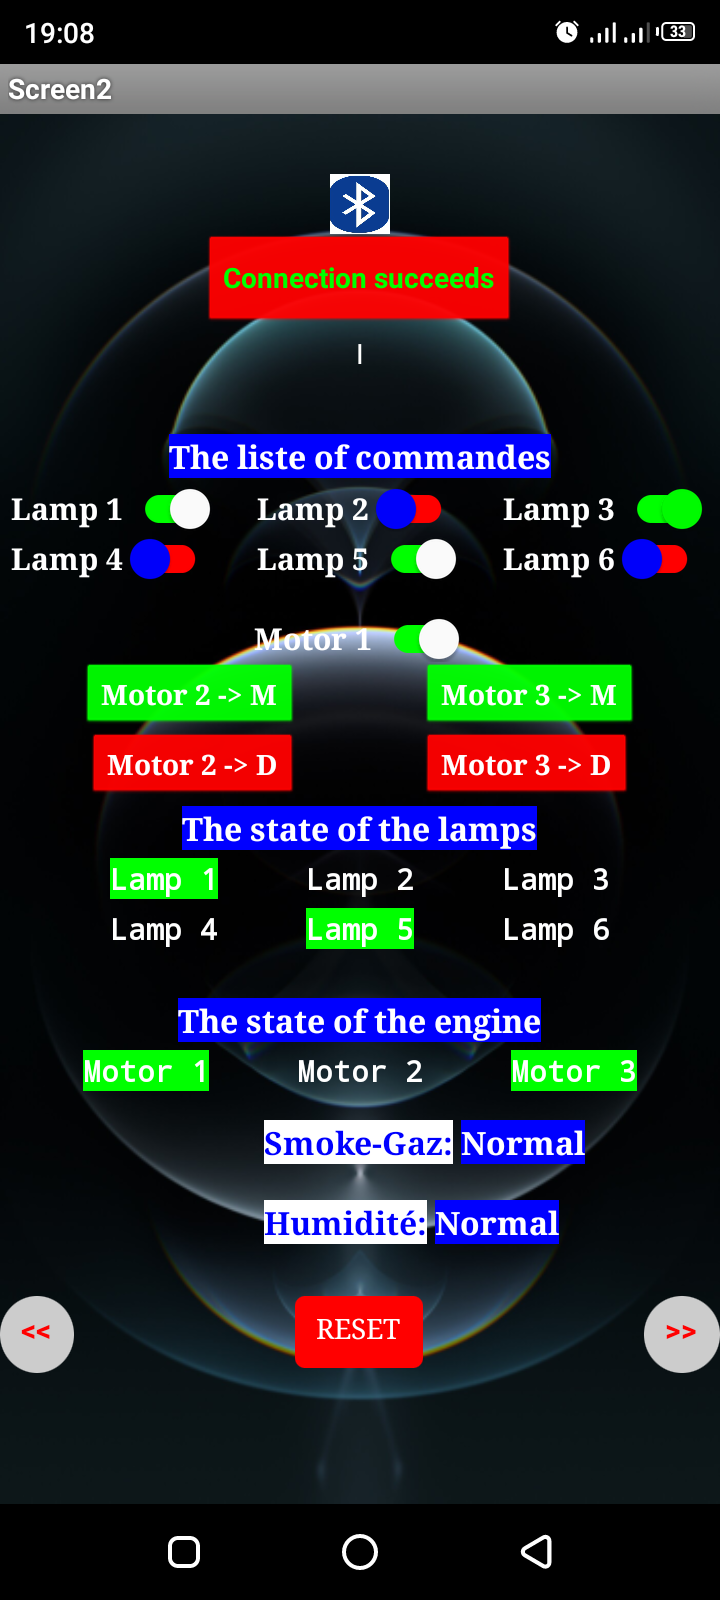 19:08
33
Screen2
Connection succeeds
The liste of commandes
Lamp 1 Lamp 2 Lamp 3
Lamp 4 Lamp 5 Lamp 6
Motor 1
Motor 2 -> M Motor 3 -> M
Motor 2 -> D Motor 3 -> D
The state of the lamps
Lamp 1 Lamp 2 Lamp 3
Lamp 4 Lamp 5 Lamp 6
The state of the engine
Motor 1 Motor 2 Motor 3
Smoke-Gaz: Normal
Humidité: Normal
<< RESET >>